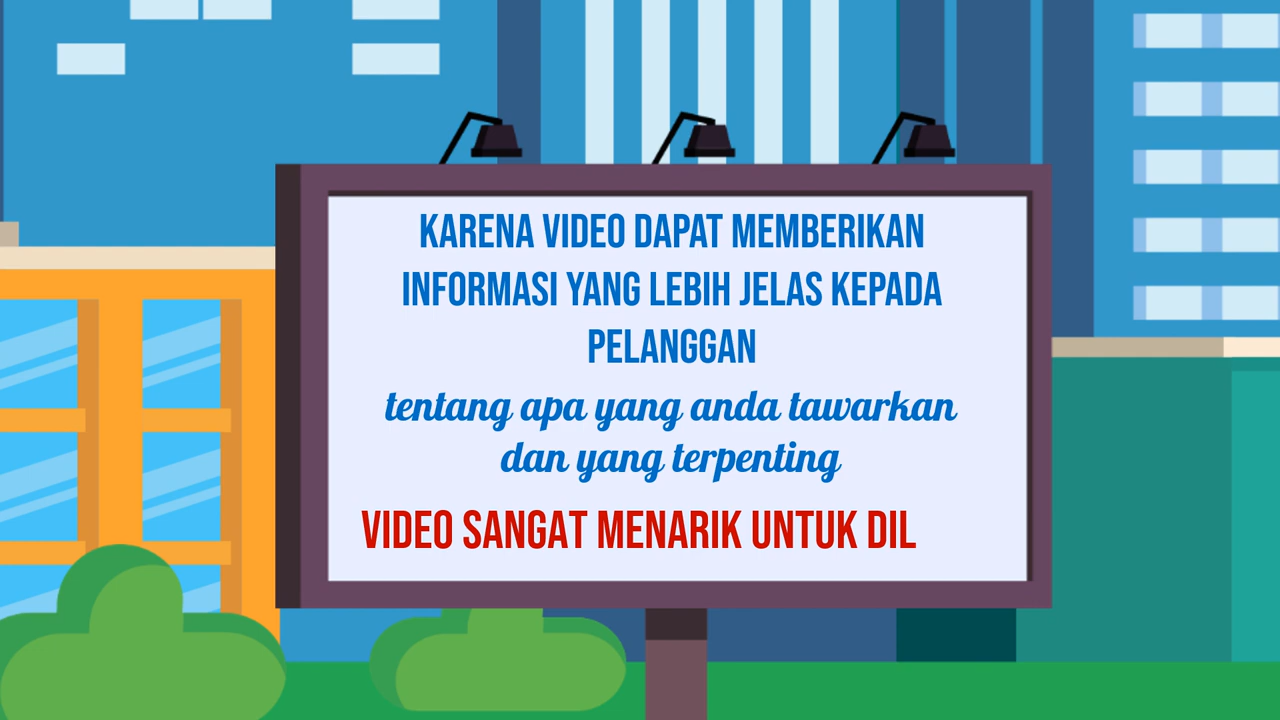 KARENA VIDEO DAPAT MEMBERIKAN
INFORMASI YANG LEBIH JELAS KEPADA
PELANGGAN
tentang apa yang anda tawarkan
dan yang terpenting
VIDEO SANGAT MENARIK UNTUK DIL